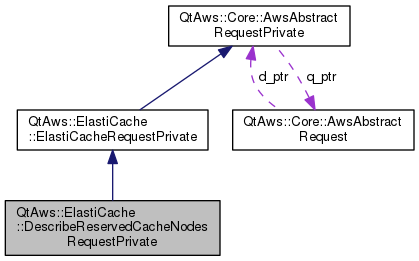 QtAws::Core::AwsAbstract
RequestPrivate
d_ptr
q_ptr
QtAws::ElastiCache
::ElastiCacheRequestPrivate
QtAws::Core::AwsAbstract
Request
QtAws::ElastiCache
::DescribeReservedCacheNodes
RequestPrivate